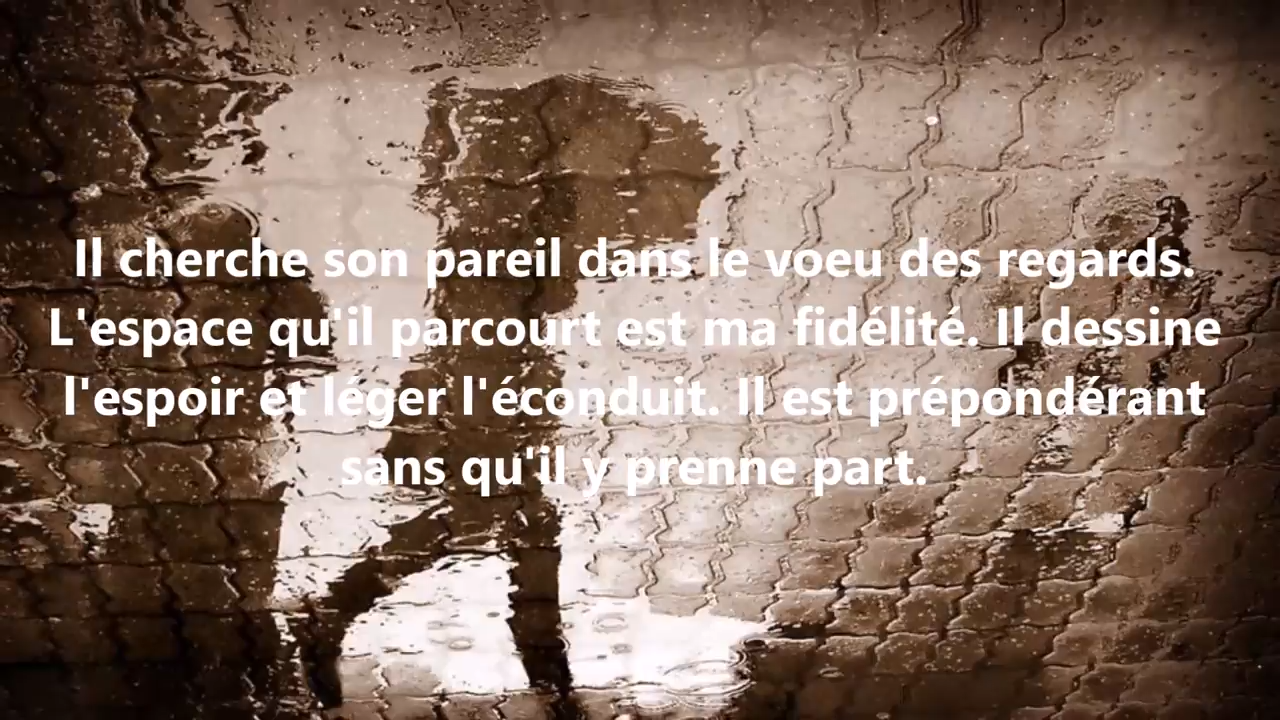 Il cherche son pareil dans le voeu des regards.
L'espace qu'il parcourt est ma fidélité. Il dessine
l'espoir et léger l'éconduit. Il est prépondérant
sans qu'il y prenne part.